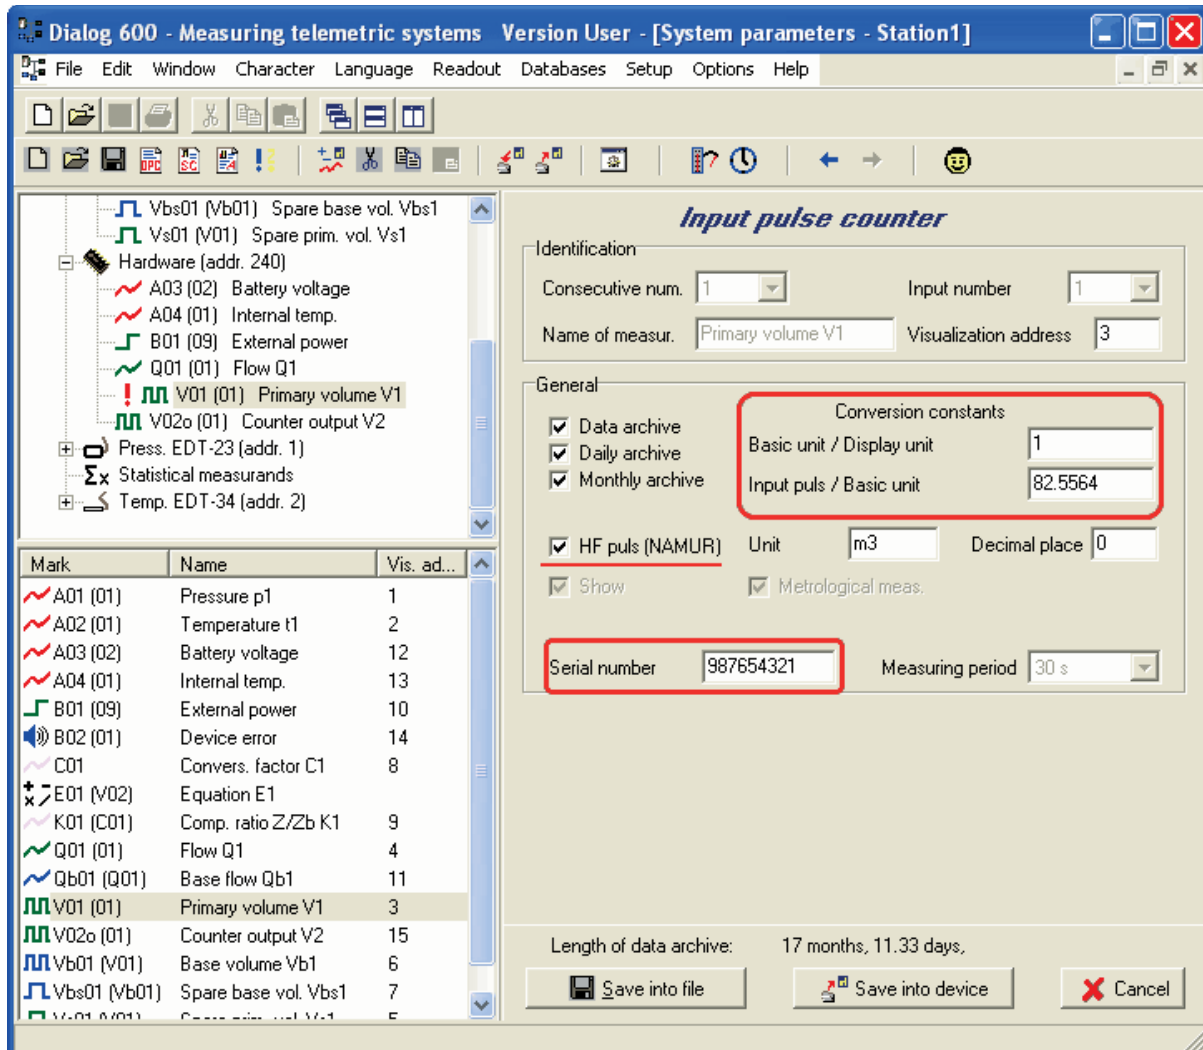 Dialog 600 - Measuring telemetric systems Version User - [System parameters - Station1]
File Edit Window Character Language Readout Databases Setup Options Help
Vbs01 (Vb01) Spare base vol. Vbs1
Vs01 (V01) Spare prim. vol. Vs1
Hardware (addr. 240)
A03 (02) Battery voltage
A04 (01) Internal temp.
B01 (09) External power
Q01 (01) Flow Q1
V01 (01) Primary volume V1
V02o (01) Counter output V2
Press. EDT-23 (addr. 1)
Statistical measurands
Temp. EDT-34 (addr. 2)
Mark Name Vis. ad...
A01 (01) Pressure p1 1
A02 (01) Temperature t1 2
A03 (02) Battery voltage 12
A04 (01) Internal temp. 13
B01 (09) External power 10
B02 (01) Device error 14
C01 Convers. factor C1 8
E01 (V02) Equation E1
K01 (C01) Comp. ratio Z/Zb K1 9
Q01 (01) Flow Q1 4
Qb01 (Q01) Base flow Qb1 11
V01 (01) Primary volume V1 3
V02o (01) Counter output V2 15
Vb01 (V01) Base volume Vb1 6
Vbs01 (Vb01) Spare base vol. Vbs1 7
Input pulse counter
Identification
Consecutive num. 1 Input number 1
Name of measur. Primary volume V1 Visualization address 3
General
Data archive
Daily archive
Monthly archive
Conversion constants
Basic unit / Display unit 1
Input puls / Basic unit 82.5564
HF puls (NAMUR) Unit m3 Decimal place 0
Show Metrological meas.
Serial number 987654321 Measuring period 30 s
Length of data archive: 17 months, 11.33 days,
Save into file Save into device Cancel